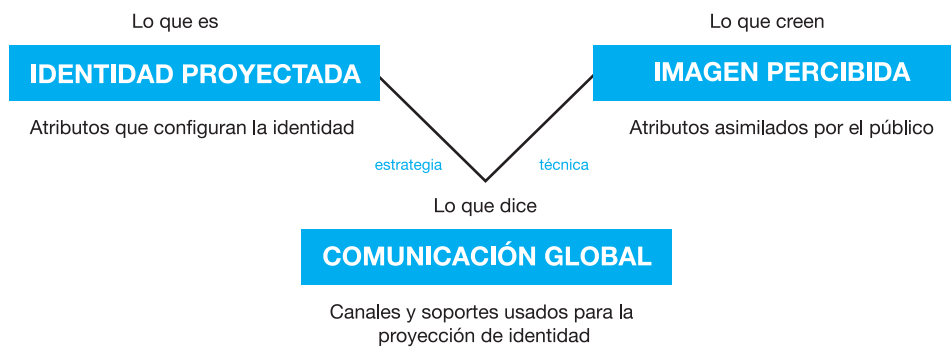 Lo que es
IDENTIDAD PROYECTADA
Atributos que configuran la identidad
Lo que creen
IMAGEN PERCIBIDA
Atributos asimilados por el público
estrategia
técnica
Lo que dice
COMUNICACIÓN GLOBAL
Canales y soportes usados para la
proyección de identidad